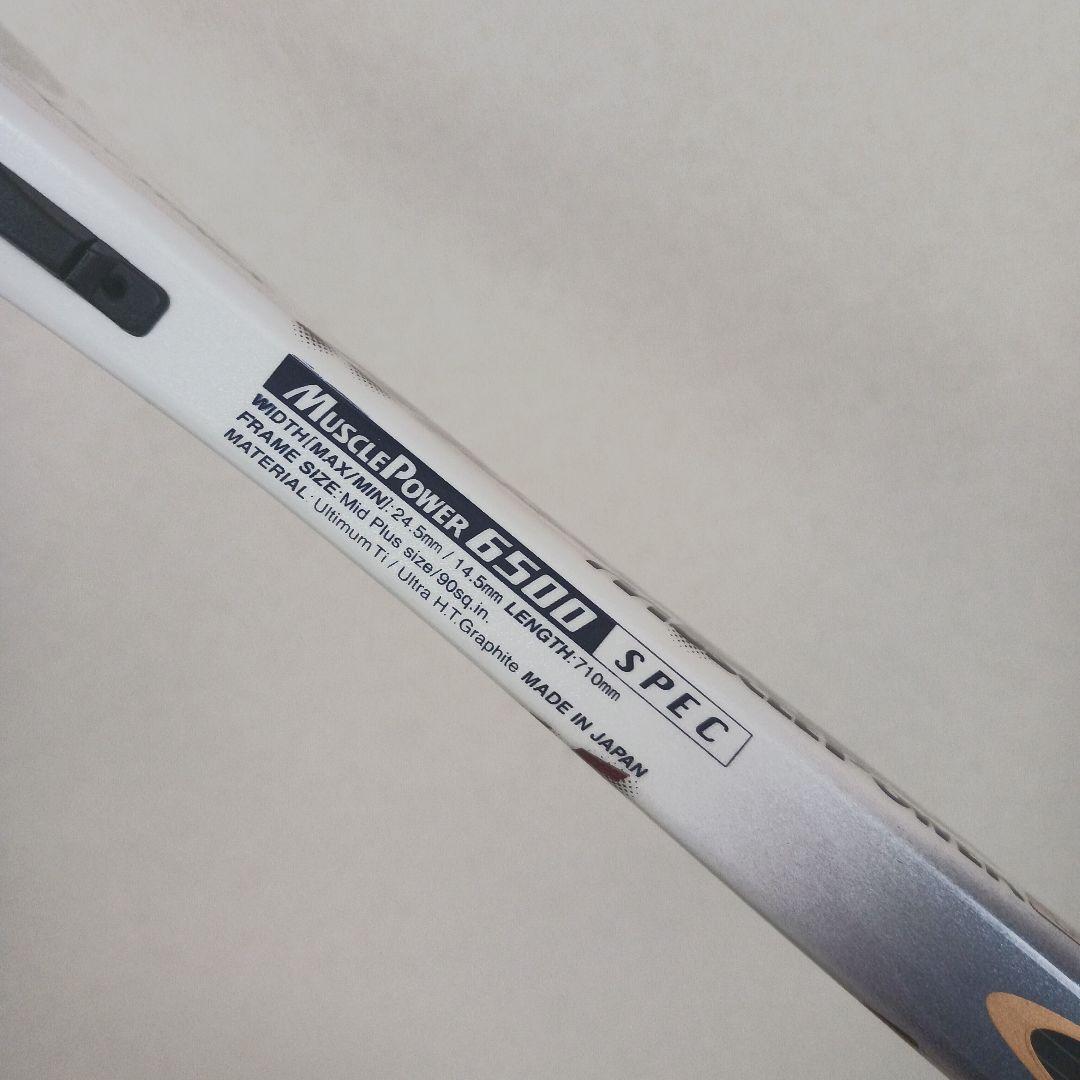 MUSCLEPOWER 6500 SPEC
WIDTH[MAX/MIN]:24.5mm / 14.5mm LENGTH:710mm
FRAME SIZE:Mid Plus size/90sq.in.
MATERIAL:Ultimum Ti / Ultra H.T.Graphite MADE IN JAPAN